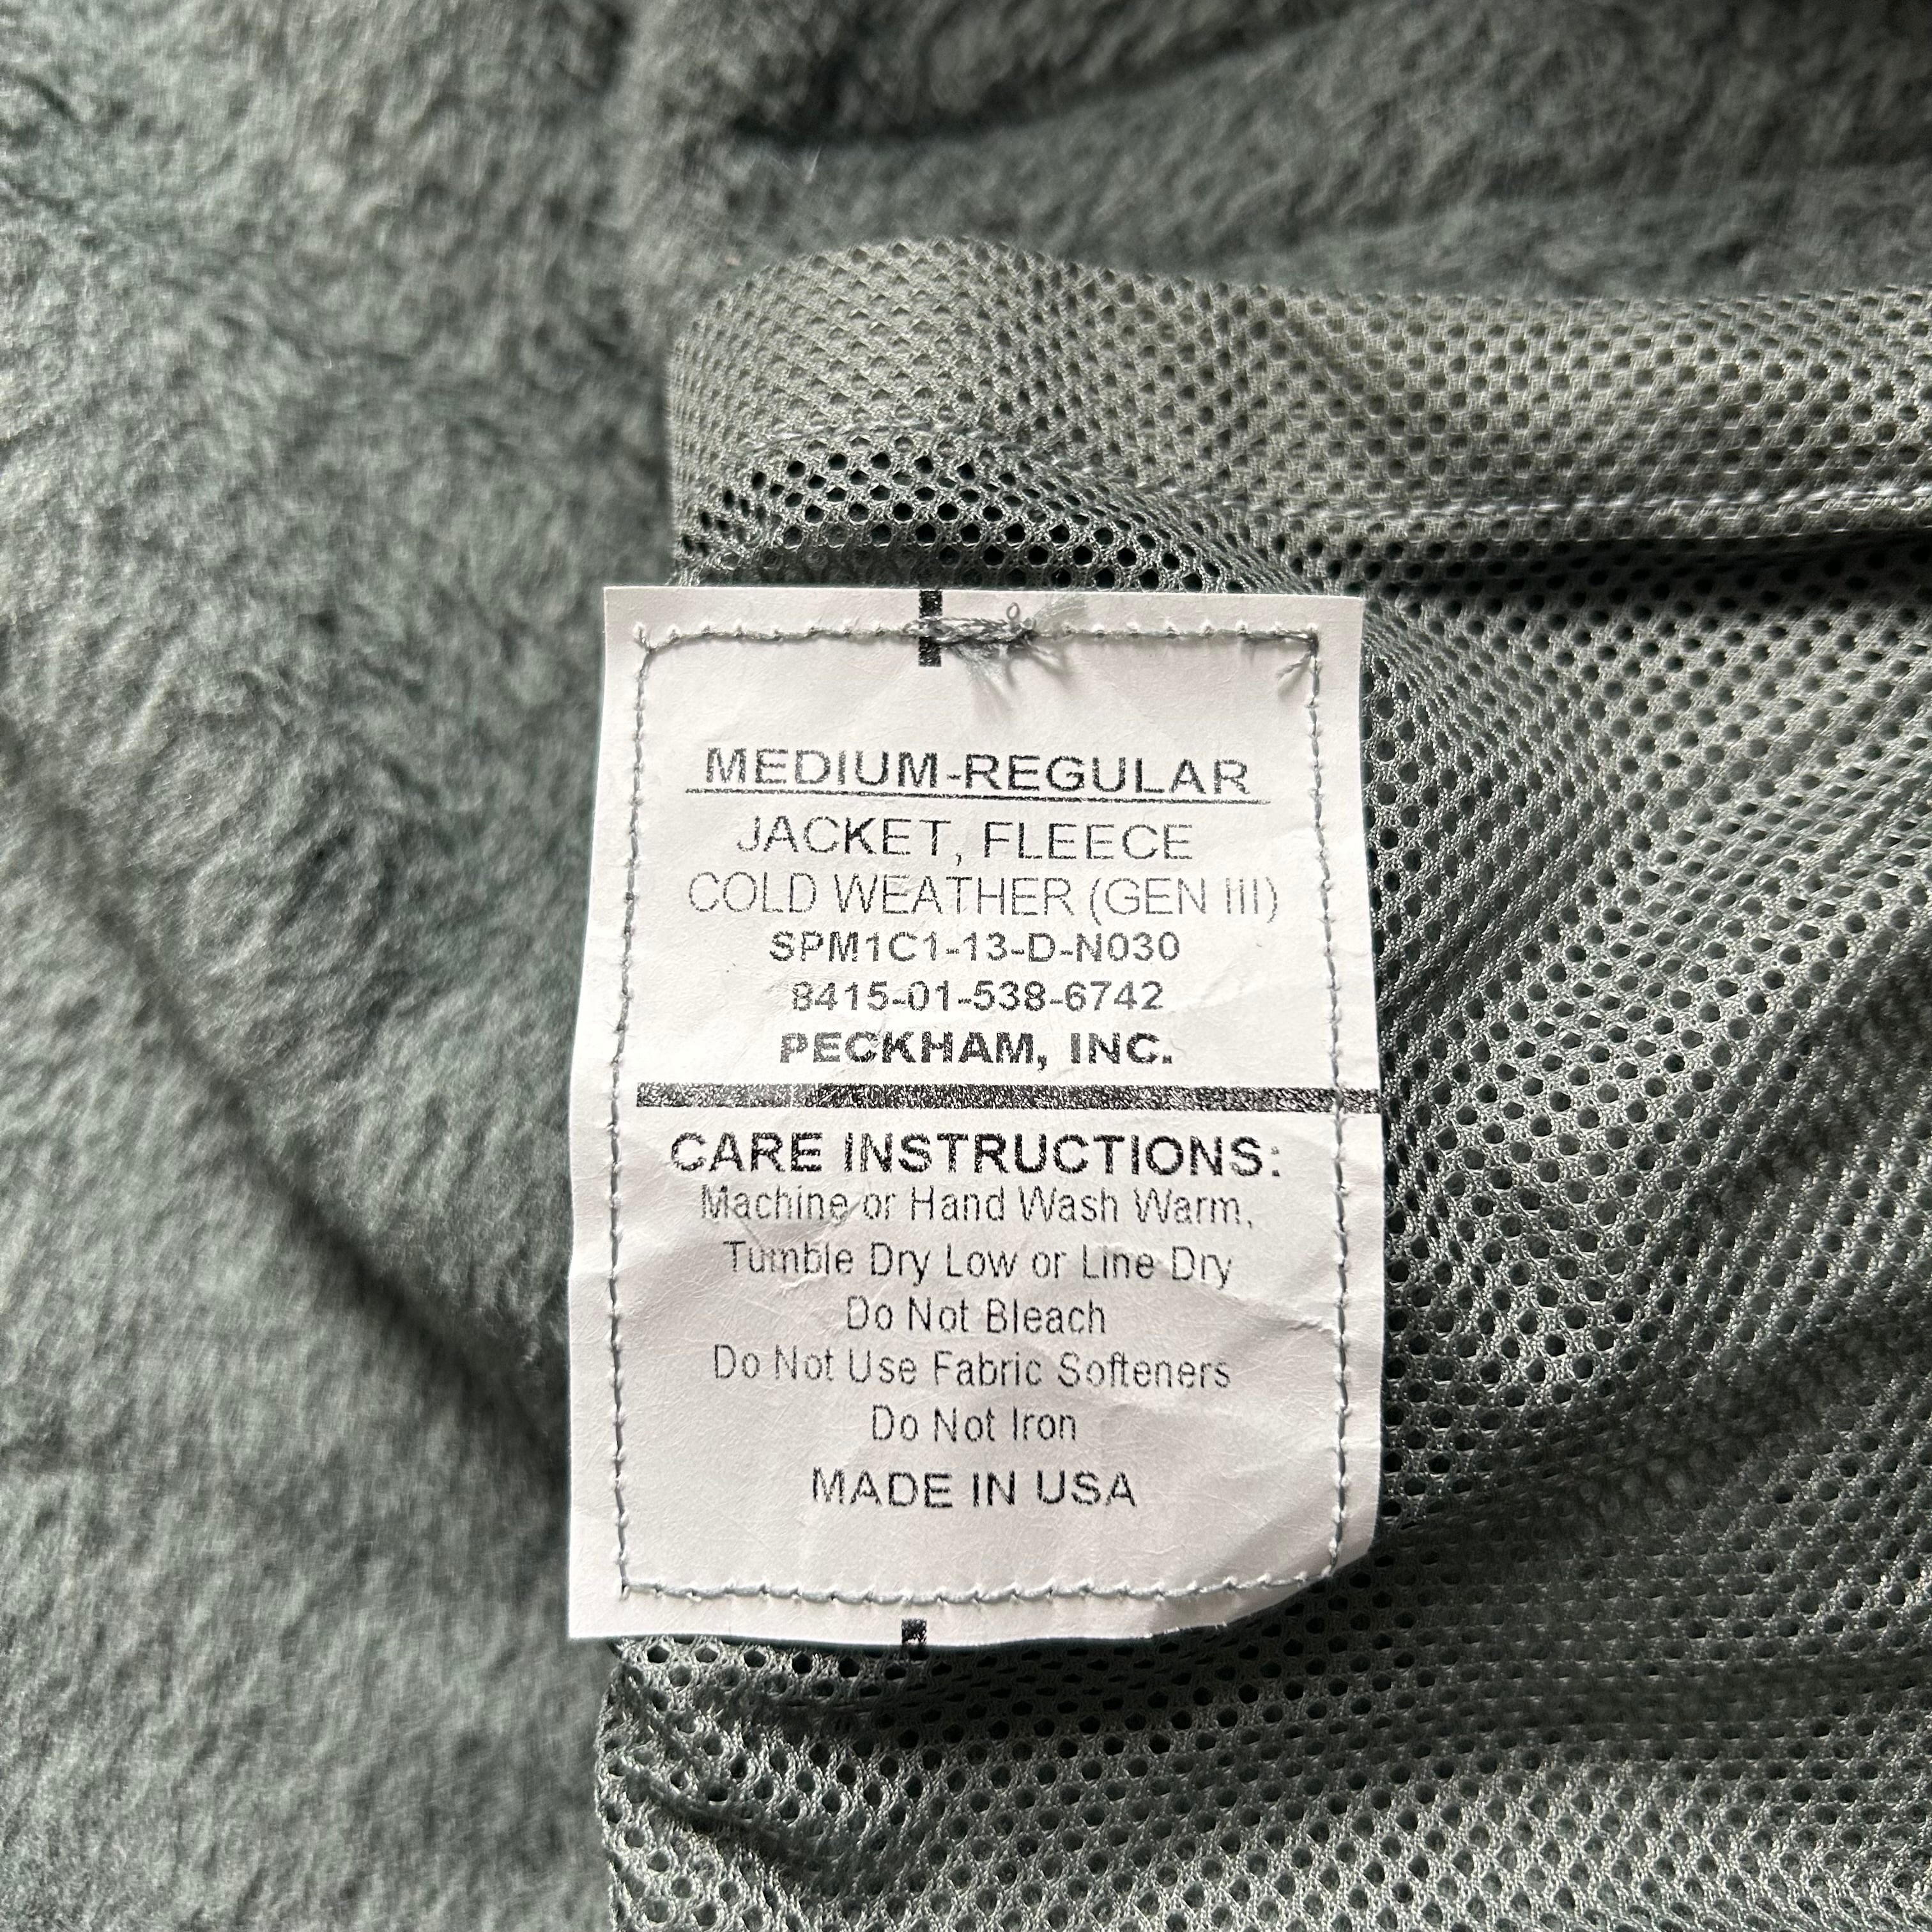 MEDIUM-REGULAR
JACKET, FLEECE
COLD WEATHER (GEN III)
SPM1C1-13-D-N030
8415-01-538-6742
PECKHAM, INC.
CARE INSTRUCTIONS:
Machine or Hand Wash Warm,
Tumble Dry Low or Line Dry
Do Not Bleach
Do Not Use Fabric Softeners
Do Not Iron
MADE IN USA